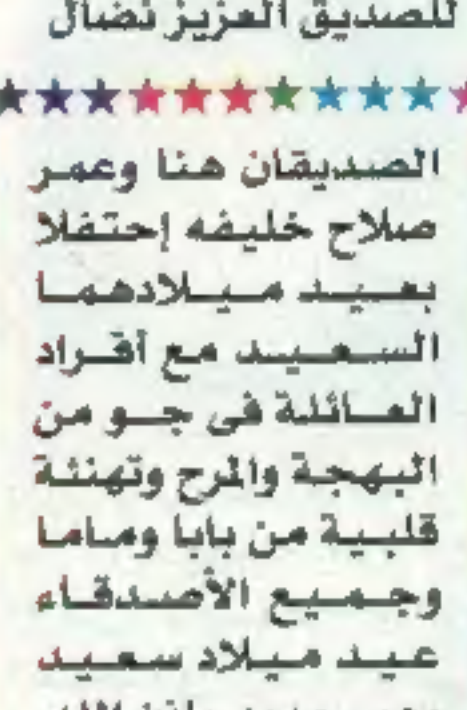 للصديق العزيز نضال
الصديقان هنا وعمر
صلاح خليفه إحتفلا
بعيد ميلادهما
السعيد مع أفراد
العائلة فى جو من
البهجة والمرح وتهنئة
قلبية من بابا وماما
وجميع الأصدقاء
عيد ميلاد سعيد